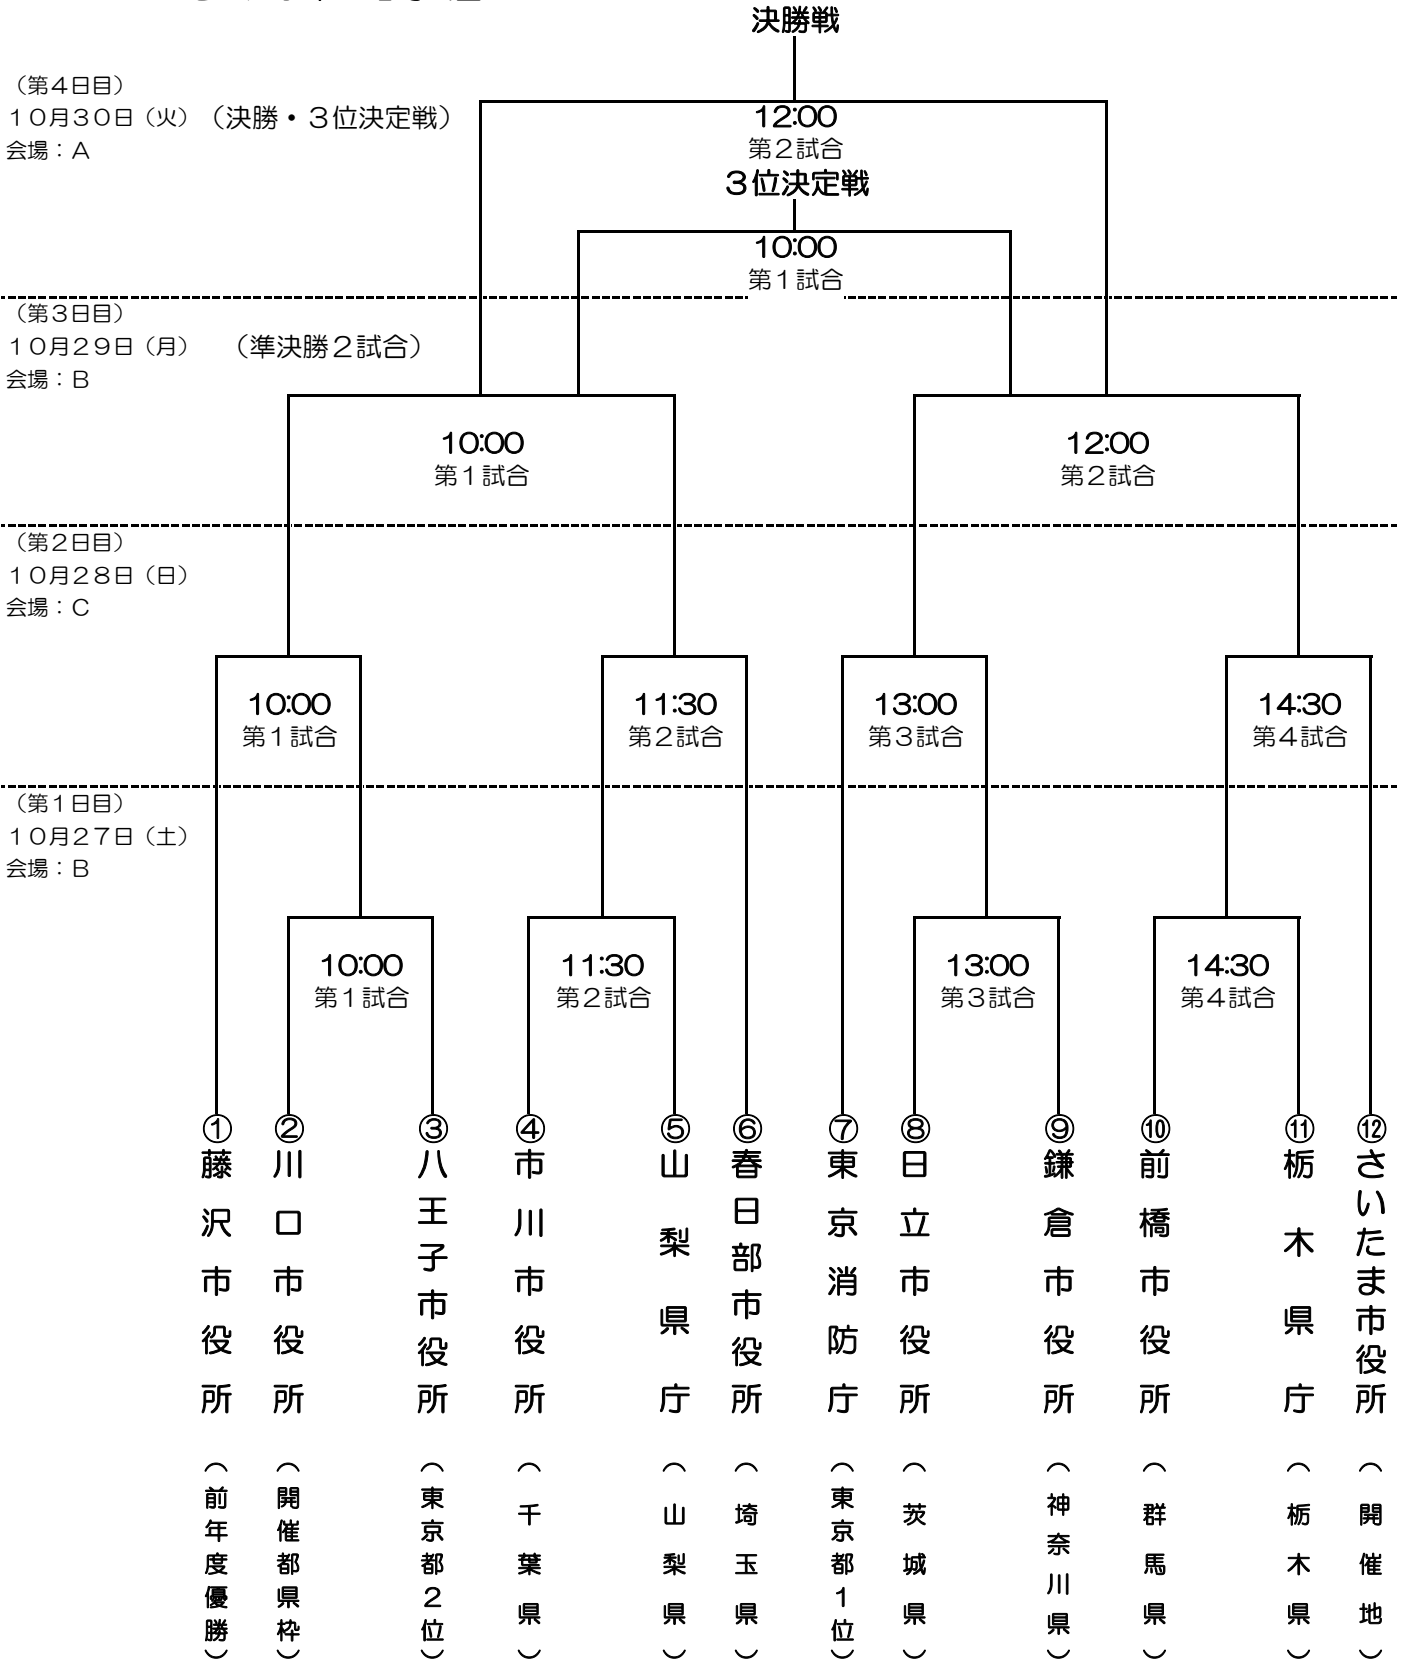 決勝戦
（第４日目）
１０月３０日（火）（決勝・３位決定戦）
会場：Ａ
12:00
第２試合
３位決定戦
10:00
第１試合
（第３日目）
１０月２９日（月）　（準決勝２試合）
会場：Ｂ
10:00
第１試合
12:00
第２試合
（第２日目）
１０月２８日（日）
会場：Ｃ
10:00
第１試合
11:30
第２試合
13:00
第３試合
14:30
第４試合
（第１日目）
１０月２７日（土）
会場：Ｂ
10:00
第１試合
11:30
第２試合
13:00
第３試合
14:30
第４試合
①藤沢市役所（前年度優勝）
②川口市役所（開催都県枠）
③八王子市役所（東京都２位）
④市川市役所（千葉県）
⑤山梨県庁（山梨県）
⑥春日部市役所（埼玉県）
⑦東京消防庁（東京都１位）
⑧日立市役所（茨城県）
⑨鎌倉市役所（神奈川県）
⑩前橋市役所（群馬県）
⑪栃木県庁（栃木県）
⑫さいたま市役所（開催地）